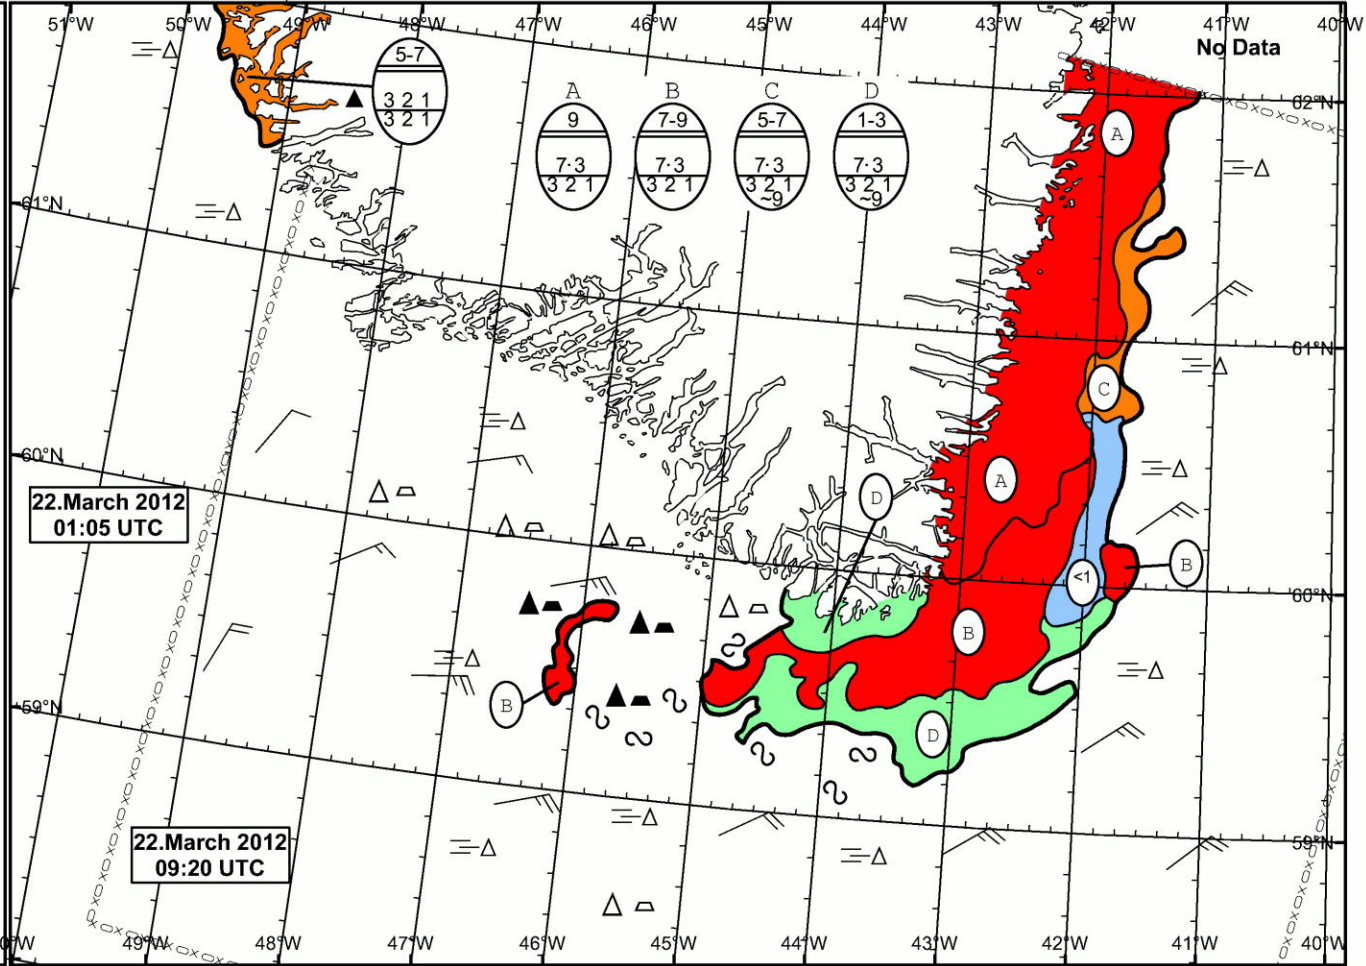 51°W 50°W 49°W 48°W 47°W 46°W 45°W 44°W 43°W 42°W 41°W 40°W
No Data
5-7
3 2 1
3 2 1
A B C D
9 7-9 5-7 1-3
7·3 7·3 7·3 7·3
3 2 1 3 2 1 3 2 1 3 2 1
~9 ~9
62°N
A
61°N
61°N
C
60°N
A
D
22.March 2012
01:05 UTC
B
<1
60°N
B
B
59°N
D
22.March 2012
09:20 UTC
59°N
0°W 49°W 48°W 47°W 46°W 45°W 44°W 43°W 42°W 41°W 40°W